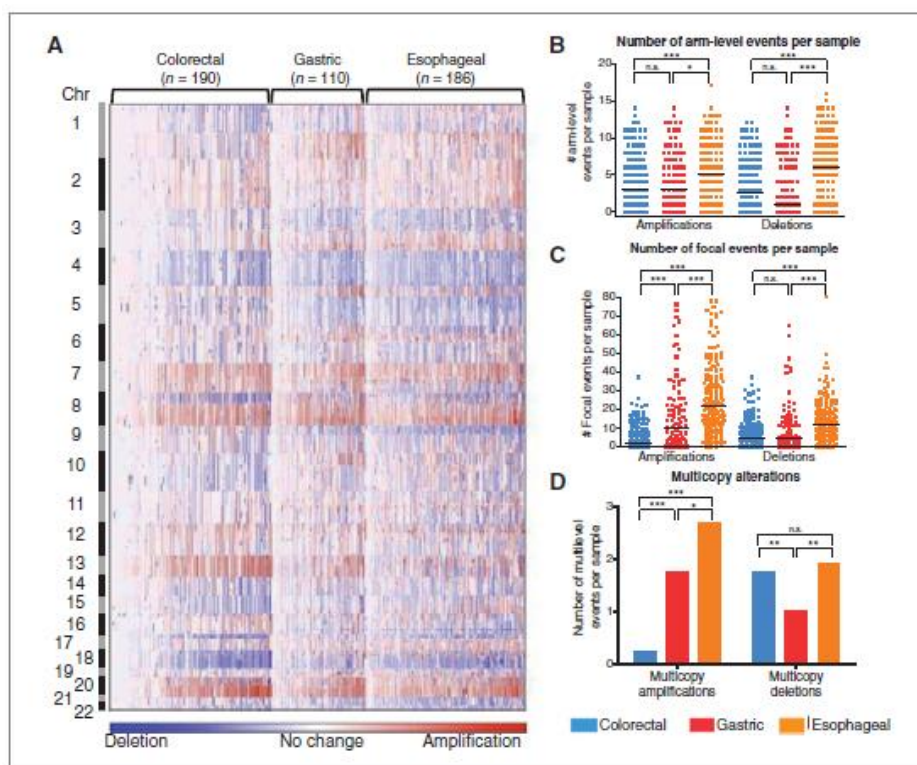 A
Colorectal
(n = 190)
Gastric
(n = 110)
Esophageal
(n = 186)
Chr
1
2
3
4
5
6
7
8
9
10
11
12
13
14
15
16
17
18
19
20
21
22
Deletion
No change
Amplification
B
Number of arm-level events per sample
***
n.s.
*
***
n.s.
***
20
15
10
5
0
#arm-level
events per sample
Amplifications
Deletions
C
Number of focal events per sample
***
***
***
***
n.s.
***
80
70
60
50
40
30
20
10
0
# Focal events per sample
Amplifications
Deletions
D
Multicopy alterations
***
***
*
n.s.
**
**
3
2
1
0
Number of multilevel
events per sample
Multicopy
amplifications
Multicopy
deletions
Colorectal
Gastric
Esophageal